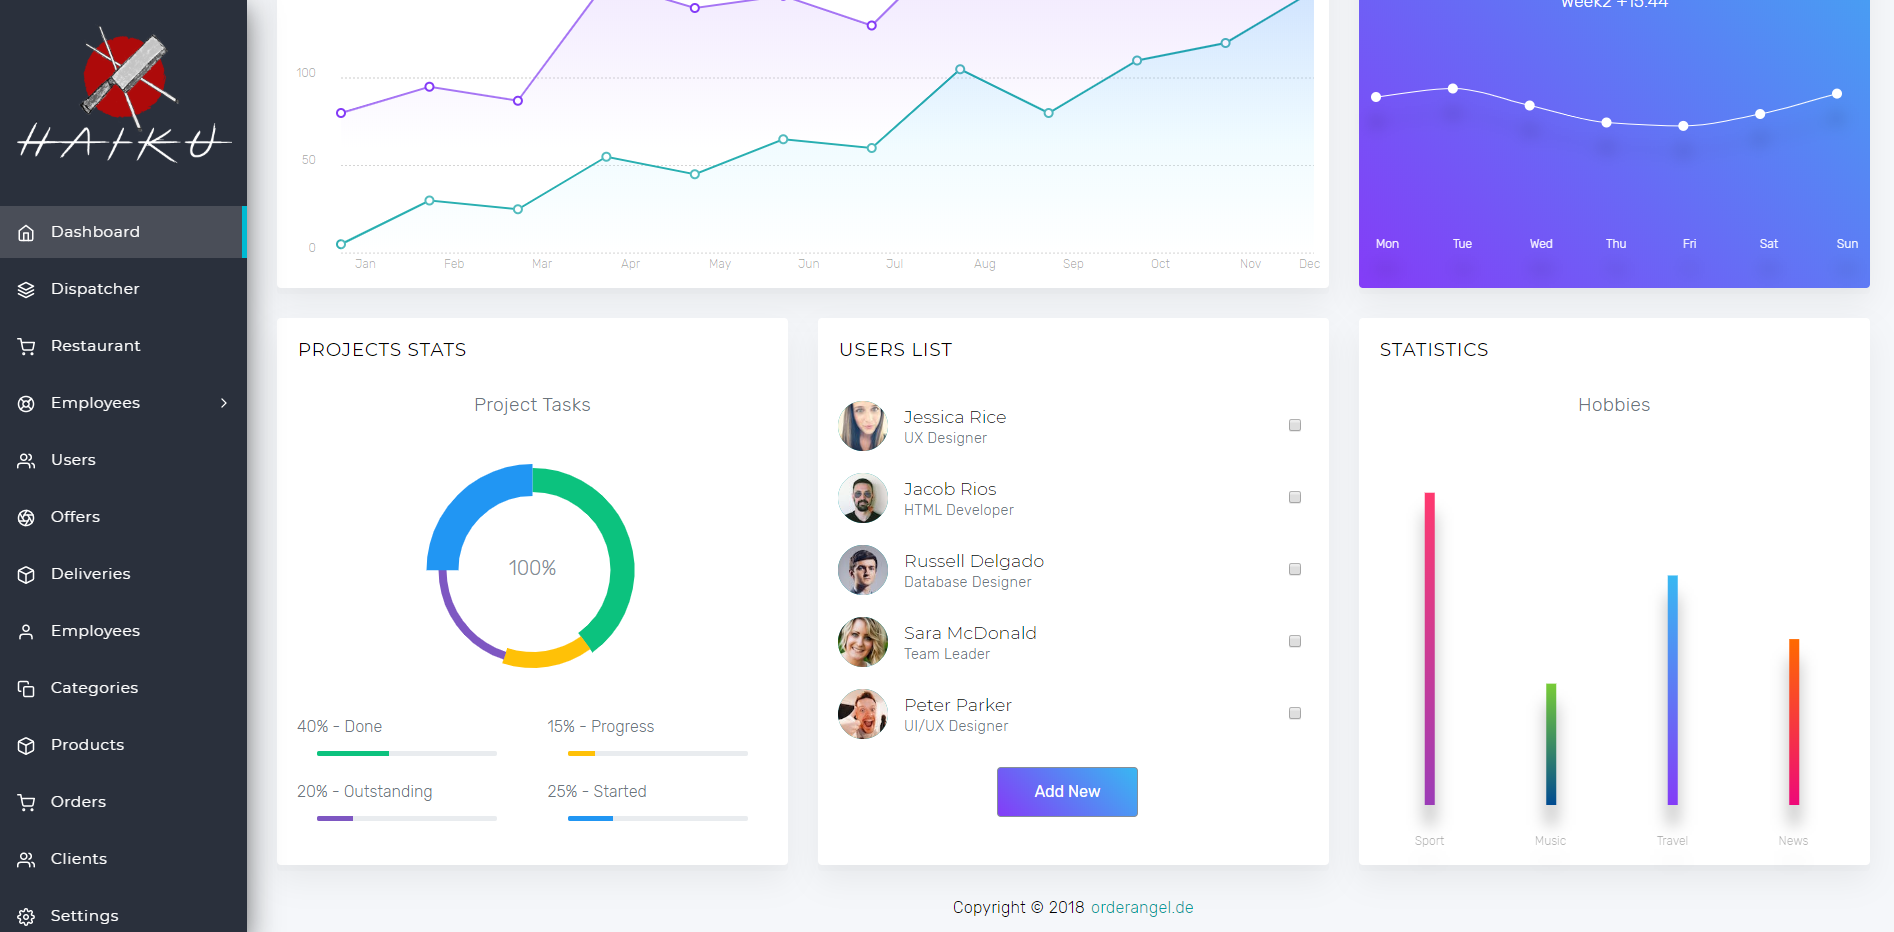 HAIKU
Dashboard
Dispatcher
Restaurant
Employees
Users
Offers
Deliveries
Employees
Categories
Products
Orders
Clients
Settings
100
50
0
Jan Feb Mar Apr May Jun Jul Aug Sep Oct Nov Dec
Week2 +15.44
Mon Tue Wed Thu Fri Sat Sun
PROJECTS STATS
Project Tasks
100%
40% - Done
15% - Progress
20% - Outstanding
25% - Started
USERS LIST
Jessica Rice
UX Designer
Jacob Rios
HTML Developer
Russell Delgado
Database Designer
Sara McDonald
Team Leader
Peter Parker
UI/UX Designer
Add New
STATISTICS
Hobbies
Sport Music Travel News
Copyright © 2018 orderangel.de